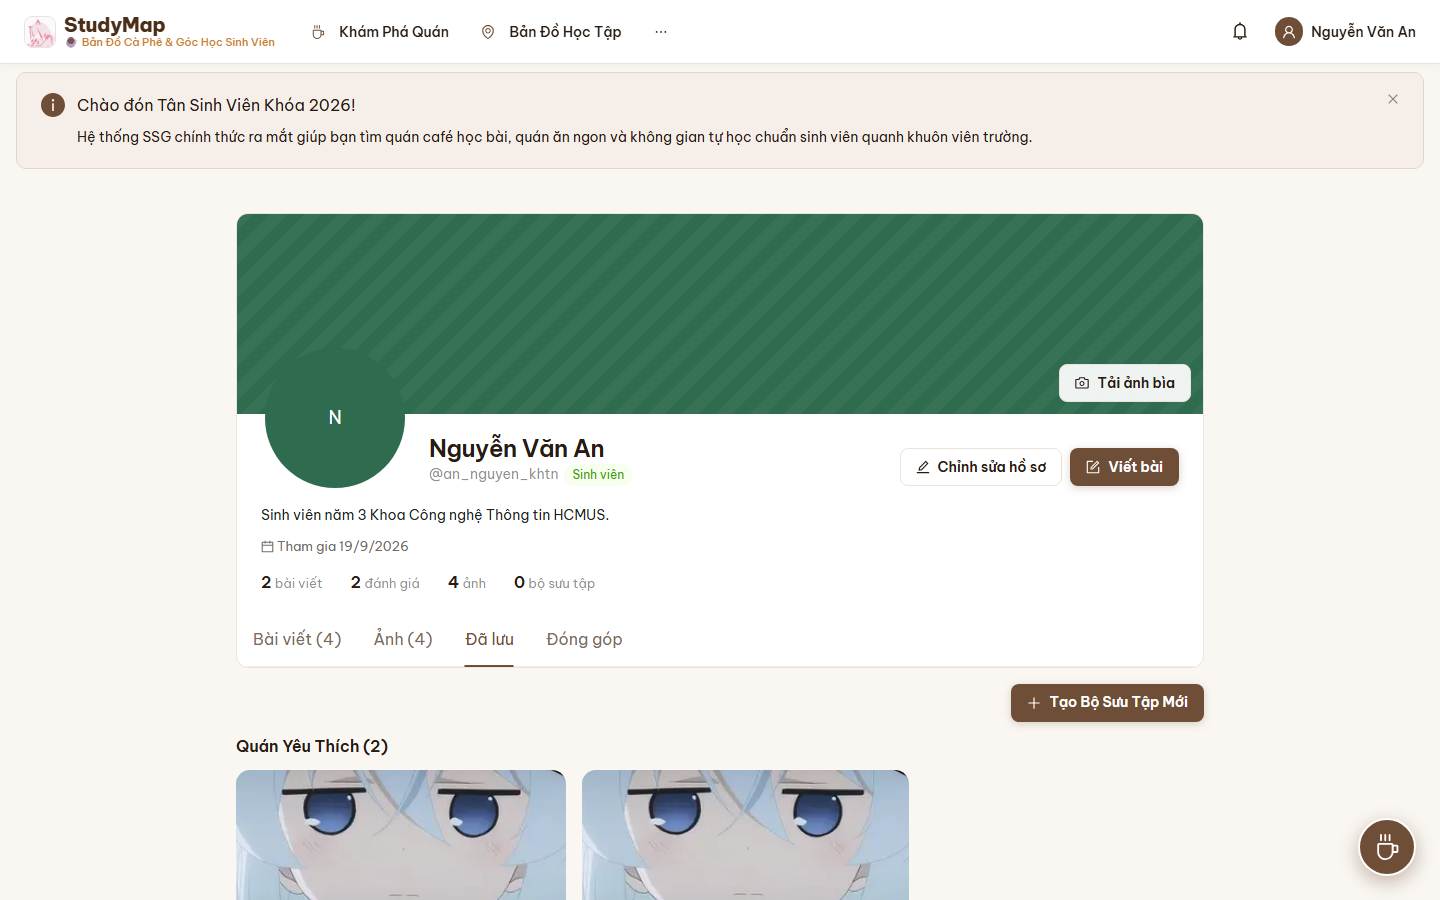 StudyMap
Bản Đồ Cà Phê & Góc Học Sinh Viên
Khám Phá Quán
Bản Đồ Học Tập
...
Nguyễn Văn An
Chào đón Tân Sinh Viên Khóa 2026!
Hệ thống SSG chính thức ra mắt giúp bạn tìm quán café học bài, quán ăn ngon và không gian tự học chuẩn sinh viên quanh khuôn viên trường.
Tải ảnh bìa
N
Nguyễn Văn An
@an_nguyen_khtn Sinh viên
Chỉnh sửa hồ sơ
Viết bài
Sinh viên năm 3 Khoa Công nghệ Thông tin HCMUS.
Tham gia 19/9/2026
2 bài viết 2 đánh giá 4 ảnh 0 bộ sưu tập
Bài viết (4) Ảnh (4) Đã lưu Đóng góp
Tạo Bộ Sưu Tập Mới
Quán Yêu Thích (2)